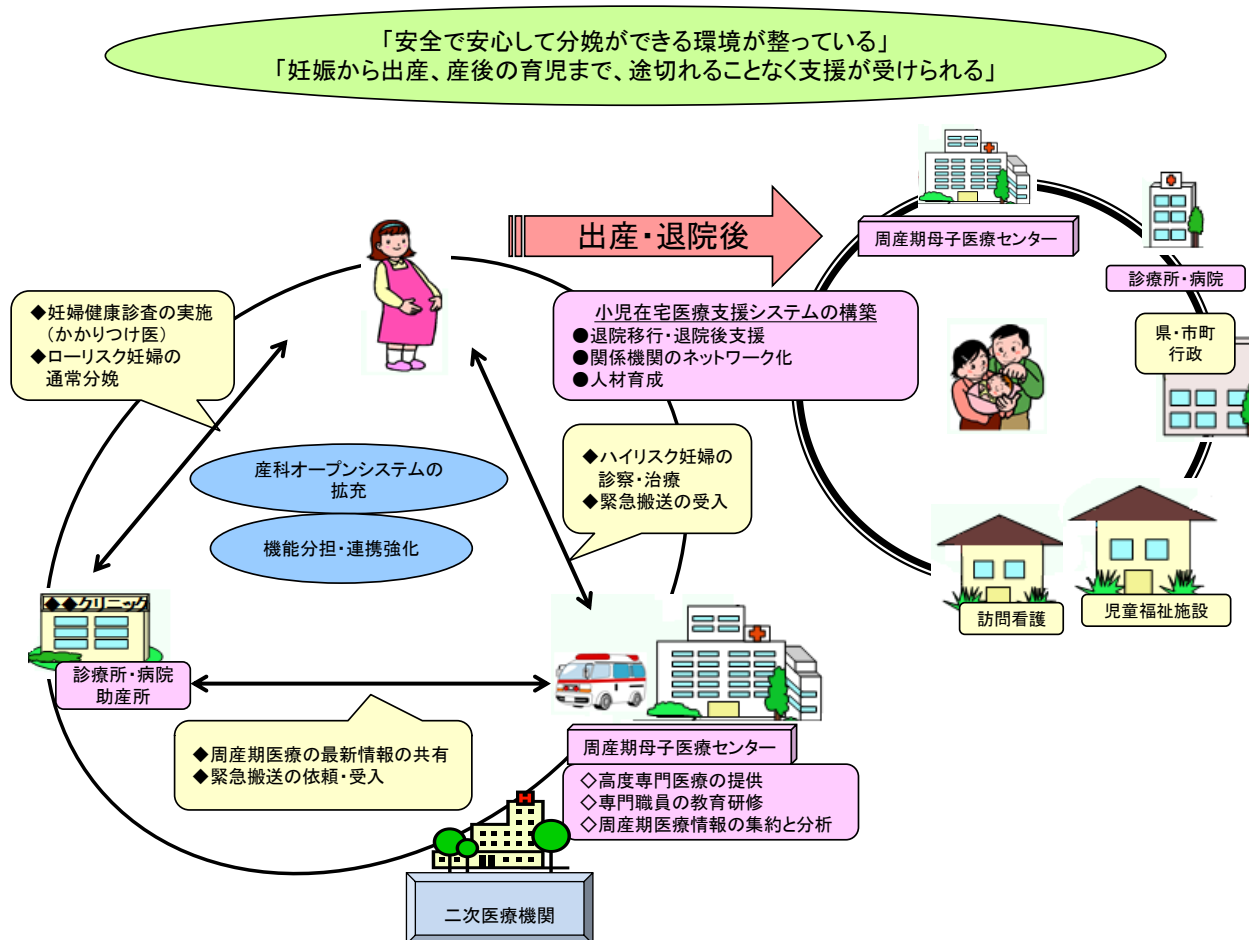 「安全で安心して分娩ができる環境が整っている」
「妊娠から出産、産後の育児まで、途切れることなく支援が受けられる」
出産・退院後
周産期母子医療センター
診療所・病院
県・市町
行政
訪問看護
児童福祉施設
小児在宅医療支援システムの構築
●退院移行・退院後支援
●関係機関のネットワーク化
●人材育成
◆妊婦健康診査の実施
(かかりつけ医)
◆ローリスク妊婦の
通常分娩
産科オープンシステムの
拡充
機能分担・連携強化
◆ハイリスク妊婦の
診察・治療
◆緊急搬送の受入
◆◆クリニック
診療所・病院
助産所
◆周産期医療の最新情報の共有
◆緊急搬送の依頼・受入
周産期母子医療センター
◇高度専門医療の提供
◇専門職員の教育研修
◇周産期医療情報の集約と分析
H
二次医療機関